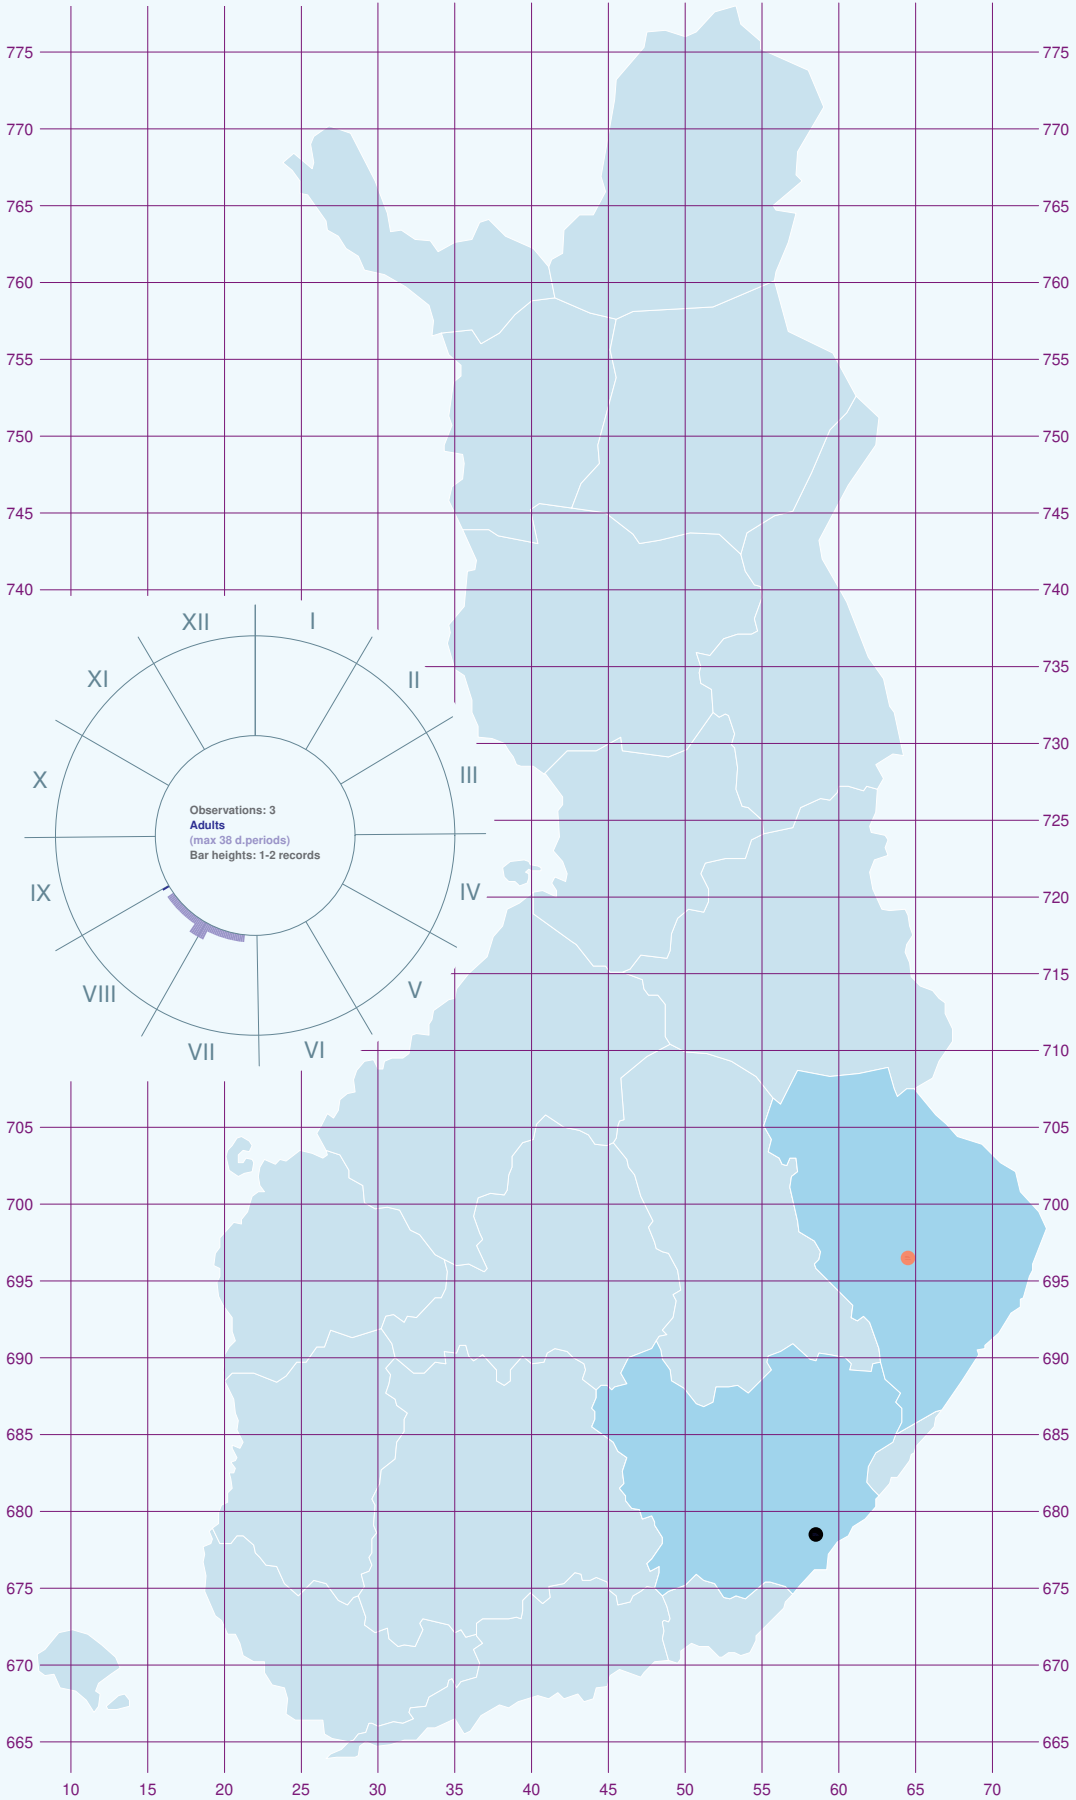 775 775
770 770
765 765
760 760
755 755
750 750
745 745
740 740
XII I
XI II
735
X III
730
Observations: 3
Adults
(max 38 d.periods)
Bar heights: 1-2 records
725
IX IV
720
VIII V
715
VII VI
710
705 705
700 700
695 695
690 690
685 685
680 680
675 675
670 670
665 665
10 15 20 25 30 35 40 45 50 55 60 65 70